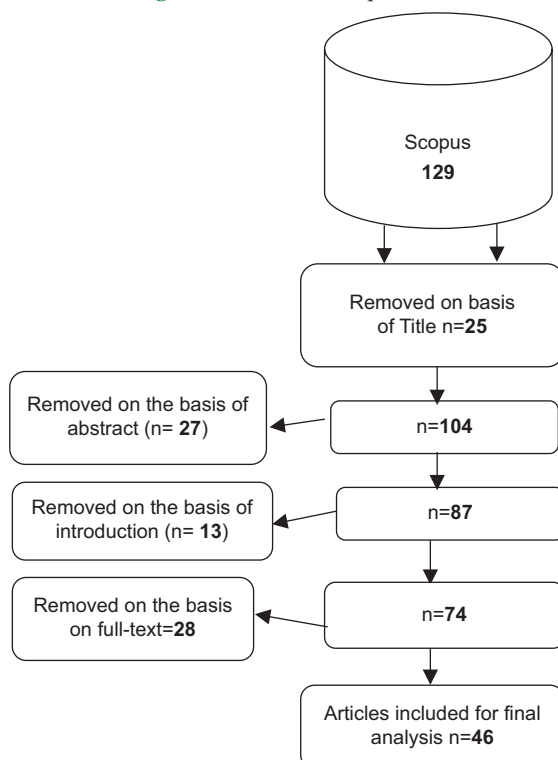 Scopus
129
Removed on basis
of Title n=25
Removed on the basis of
abstract (n= 27)
n=104
Removed on the basis of
introduction (n= 13)
n=87
Removed on the basis
on full-text=28
n=74
Articles included for final
analysis n=46